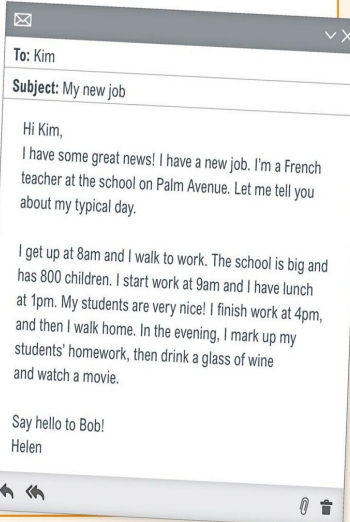 To: Kim
Subject: My new job
Hi Kim,
I have some great news! I have a new job. I'm a French
teacher at the school on Palm Avenue. Let me tell you
about my typical day.
I get up at 8am and I walk to work. The school is big and
has 800 children. I start work at 9am and I have lunch
at 1pm. My students are very nice! I finish work at 4pm,
and then I walk home. In the evening, I mark up my
students' homework, then drink a glass of wine
and watch a movie.
Say hello to Bob!
Helen